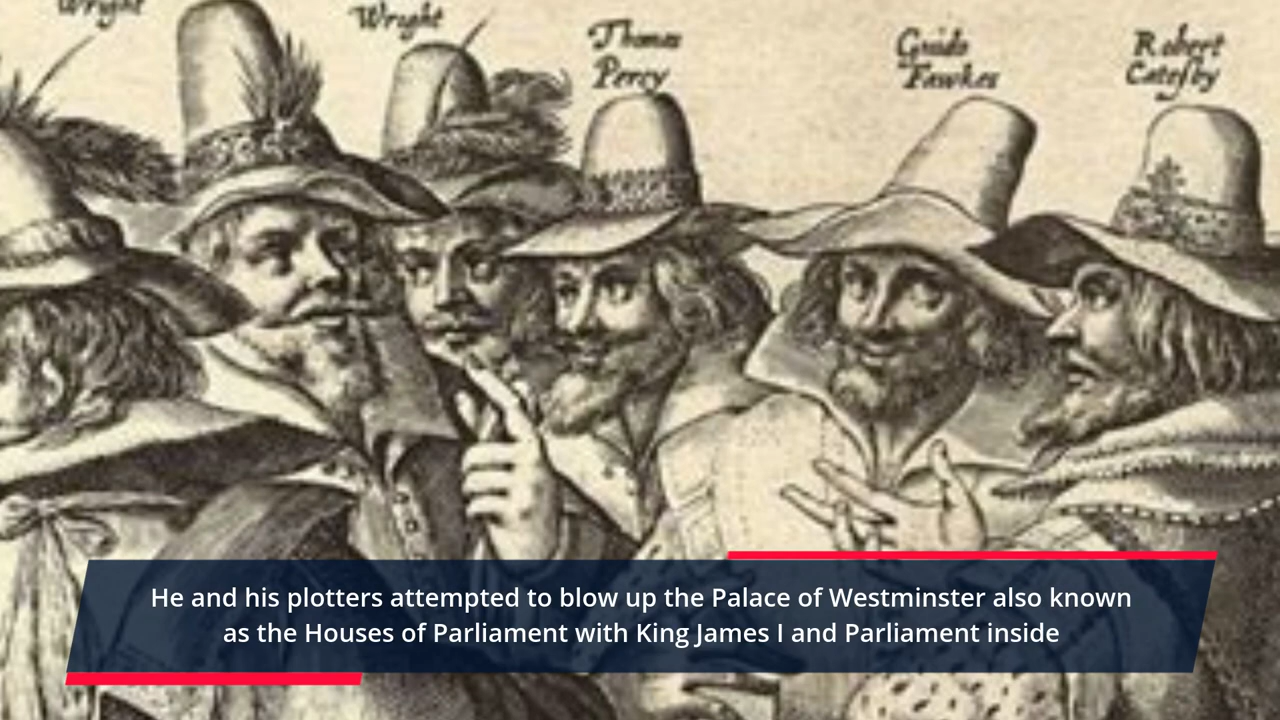 Wright
Wright
Thomas
Percy
Guido
Fawkes
Robert
Catesby
He and his plotters attempted to blow up the Palace of Westminster also known
as the Houses of Parliament with King James I and Parliament inside